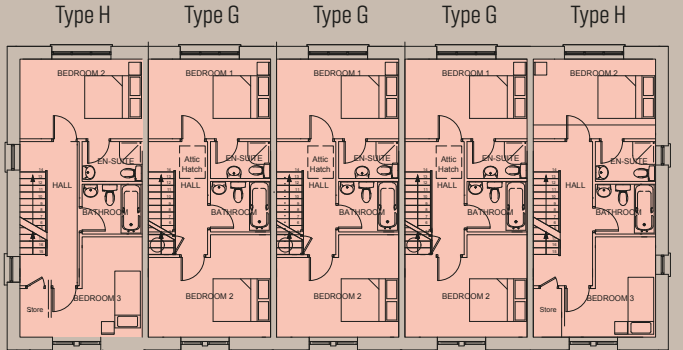 Type H Type G Type G Type G Type H
BEDROOM 2 BEDROOM 1 BEDROOM 1 BEDROOM 1 BEDROOM 2
EN-SUITE Attic Hatch EN-SUITE Attic Hatch EN-SUITE Attic Hatch EN-SUITE EN-SUITE
HALL HALL HALL HALL HALL
BATHROOM BATHROOM BATHROOM BATHROOM BATHROOM
BEDROOM 3 BEDROOM 2 BEDROOM 2 BEDROOM 2 BEDROOM 3
Store Store